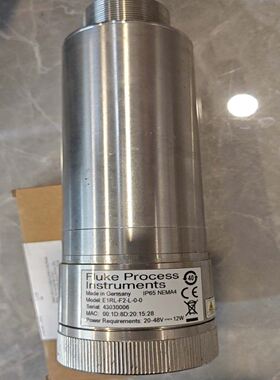 Fluke Process
Instruments
Made in Germany IP65 NEMA4
Model: E1RL-F2-L-0-0
Serial: 43030006
MAC: 00:1D:8D:20:15:28
Power Requirements: 20-48V⎓12W
40